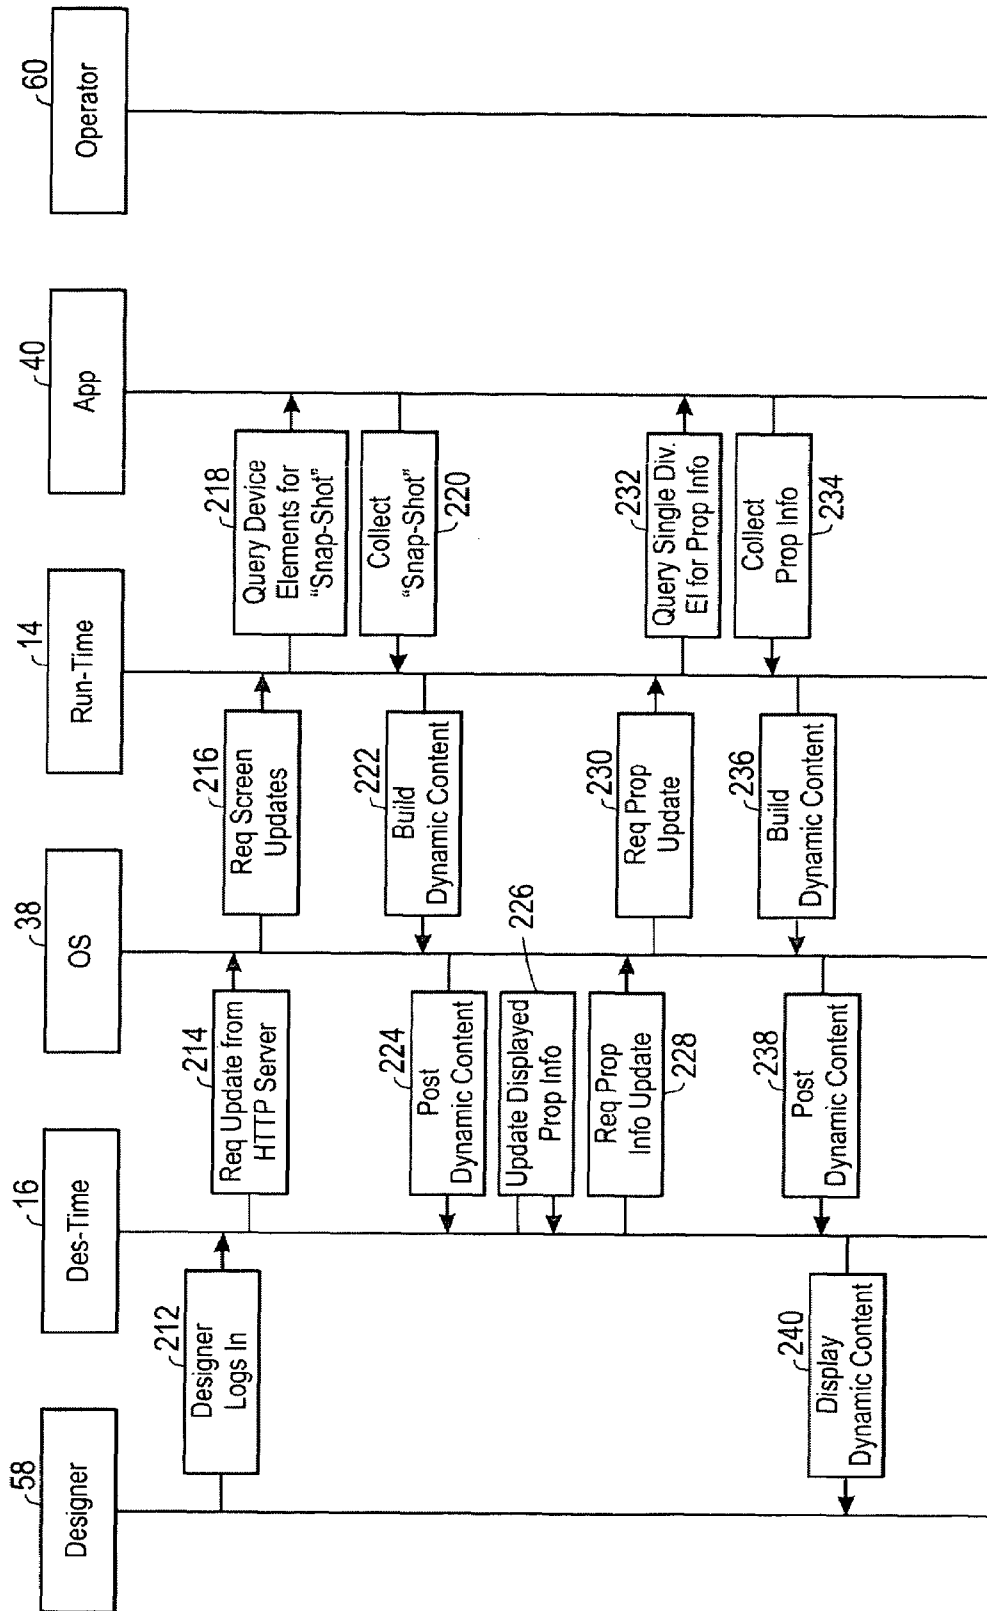 58
Designer
16
Des-Time
38
OS
14
Run-Time
40
App
60
Operator
212
Designer
Logs In
214
Req Update from
HTTP Server
216
Req Screen
Updates
218
Query Device
Elements for
“Snap-Shot”
220
Collect
“Snap-Shot”
222
Build
Dynamic Content
224
Post
Dynamic Content
226
Update Displayed
Prop Info
228
Req Prop
Info Update
230
Req Prop
Update
232
Query Single Div.
El for Prop Info
234
Collect
Prop Info
236
Build
Dynamic Content
238
Post
Dynamic Content
240
Display
Dynamic Content